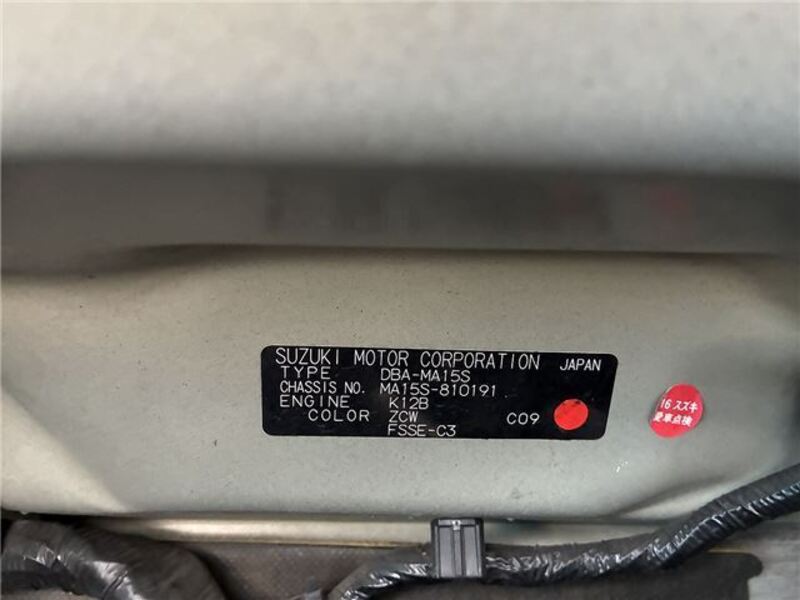 SUZUKI MOTOR CORPORATION JAPAN
TYPE DBA-MA15S
CHASSIS NO. MA15S-810191
ENGINE K12B
COLOR ZCW C09
FSSE-C3
16 スズキ
愛車点検